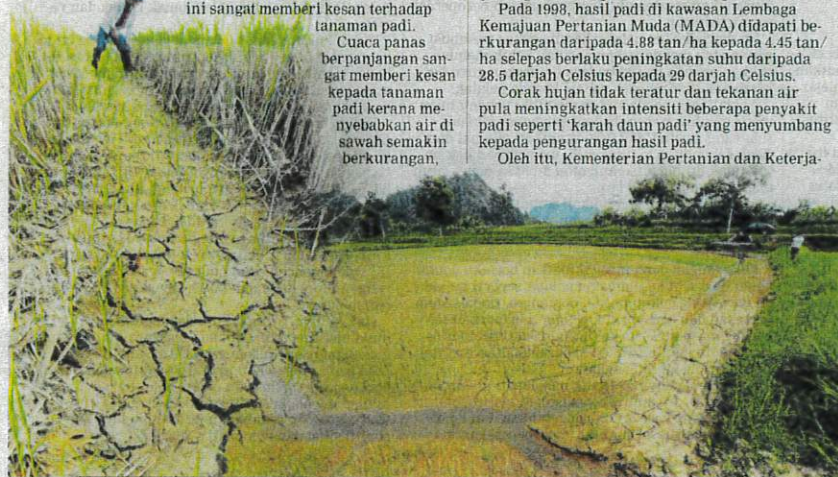 ini sangat memberi kesan terhadap
tanaman padi.
Cuaca panas
berpanjangan san-
gat memberi kesan
kepada tanaman
padi kerana me-
nyebabkan air di
sawah semakin
berkurangan,
Pada 1998, hasil padi di kawasan Lembaga
Kemajuan Pertanian Muda (MADA) didapati be-
rkurangan daripada 4.88 tan/ha kepada 4.45 tan/
ha selepas berlaku peningkatan suhu daripada
28.5 darjah Celsius kepada 29 darjah Celsius.
Corak hujan tidak teratur dan tekanan air
pula meningkatkan intensiti beberapa penyakit
padi seperti ‘karah daun padi’ yang menyumbang
kepada pengurangan hasil padi.
Oleh itu, Kementerian Pertanian dan Keterja-